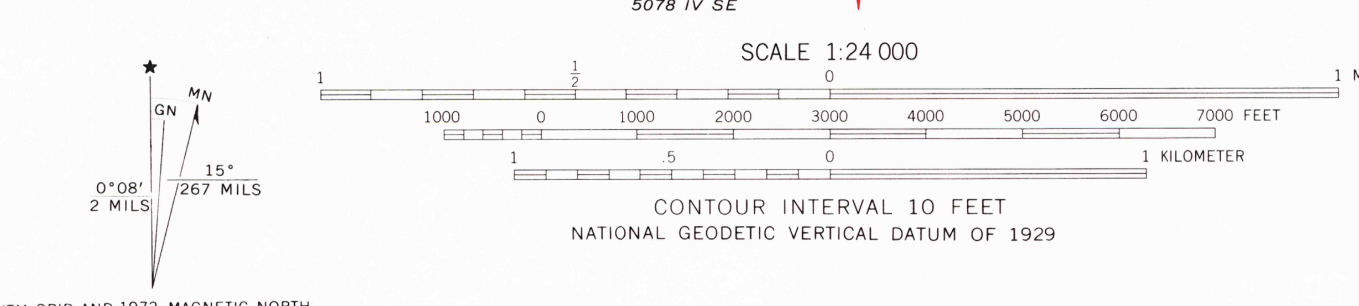 5078 IV SE
SCALE 1:24 000
1 1/2 0 1
1000 0 1000 2000 3000 4000 5000 6000 7000 FEET
1 .5 0 1 KILOMETER
CONTOUR INTERVAL 10 FEET
NATIONAL GEODETIC VERTICAL DATUM OF 1929
★
GN
MN
0°08'
2 MILS
15°
267 MILS
GRID AND 1972 MAGNETIC NORTH